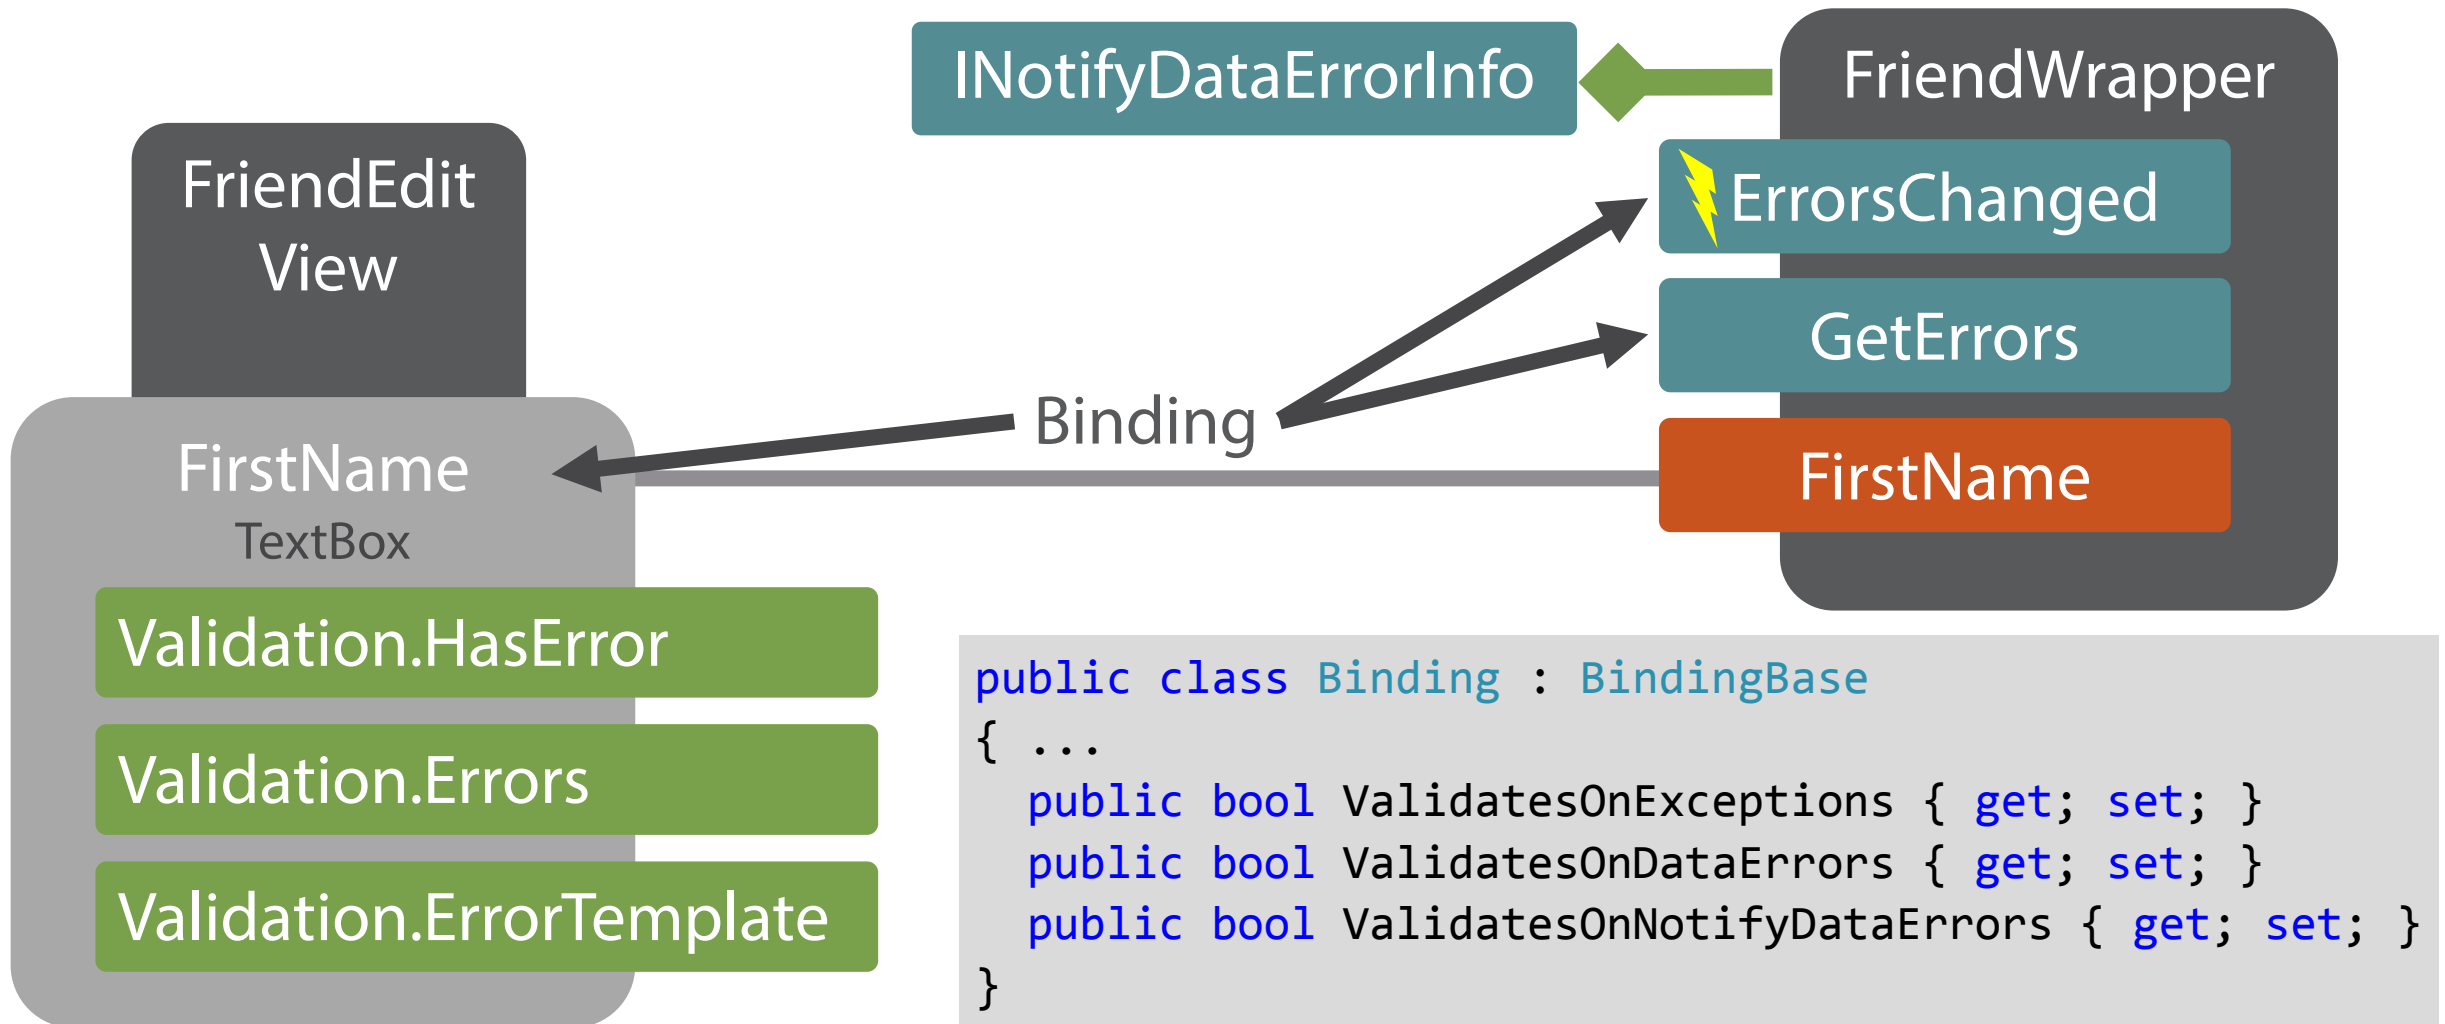 INotifyDataErrorInfo
FriendWrapper
ErrorsChanged
GetErrors
FirstName
FriendEdit
View
Binding
FirstName
TextBox
Validation.HasError
Validation.Errors
Validation.ErrorTemplate
public class Binding : BindingBase
{ ...
  public bool ValidatesOnExceptions { get; set; }
  public bool ValidatesOnDataErrors { get; set; }
  public bool ValidatesOnNotifyDataErrors { get; set; }
}